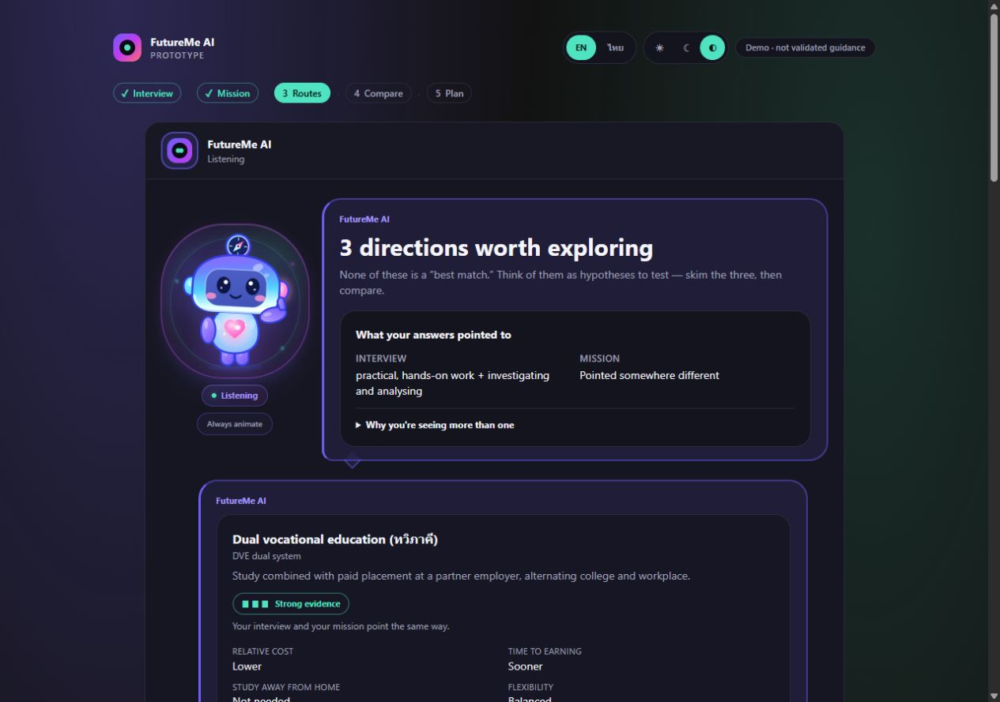 FutureMe AI
PROTOTYPE
EN ไทย
Demo · not validated guidance
✓ Interview ✓ Mission 3 Routes 4 Compare 5 Plan
FutureMe AI
Listening
FutureMe AI
3 directions worth exploring
None of these is a “best match.” Think of them as hypotheses to test — skim the three, then
compare.
What your answers pointed to
INTERVIEW MISSION
practical, hands-on work + investigating Pointed somewhere different
and analysing
Listening
Always animate
Why you're seeing more than one
FutureMe AI
Dual vocational education (ทวิภาคี)
DVE dual system
Study combined with paid placement at a partner employer, alternating college and workplace.
Strong evidence
Your interview and your mission point the same way.
RELATIVE COST TIME TO EARNING
Lower Sooner
STUDY AWAY FROM HOME FLEXIBILITY
Not needed Balanced